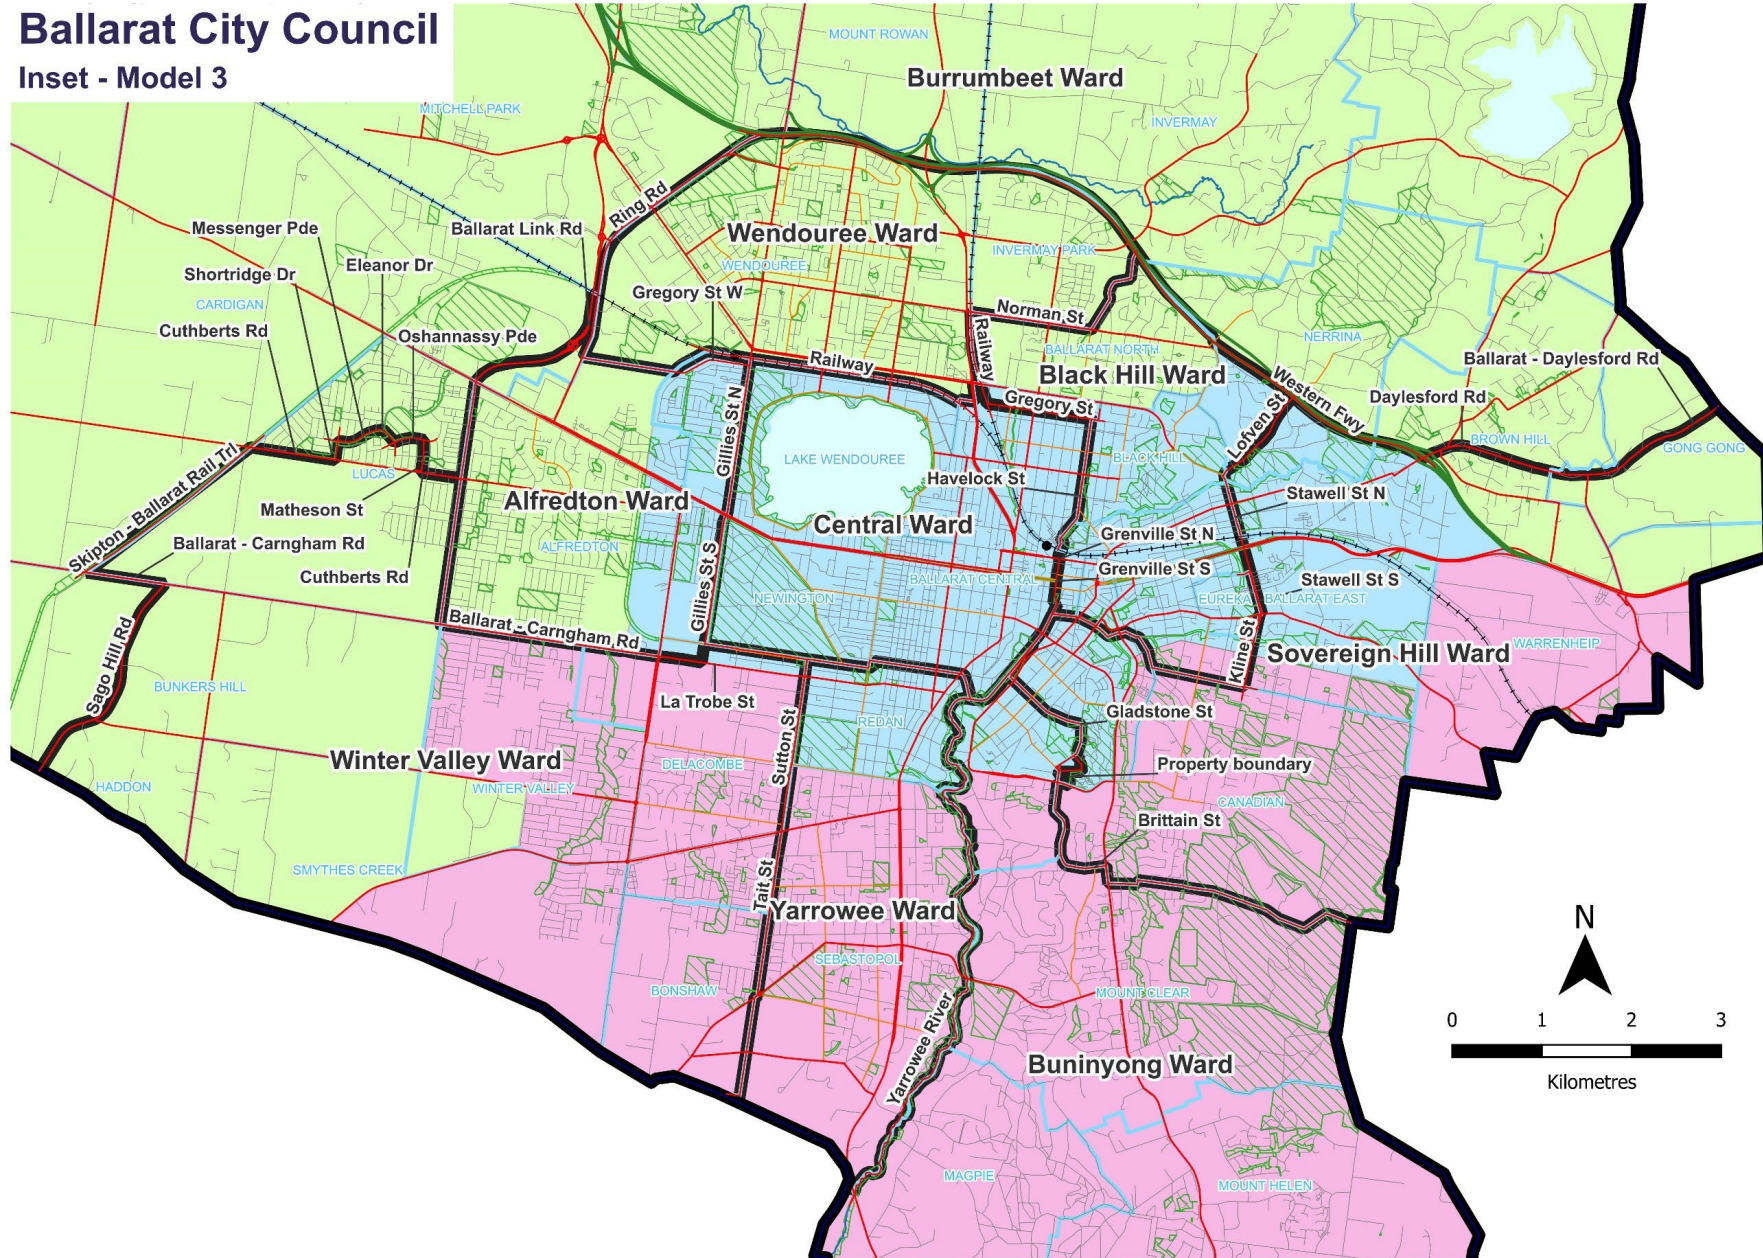 Ballarat City Council
Inset - Model 3
MOUNT ROWAN
Burrumbeet Ward
MITCHELL PARK
INVERMAY
Ring Rd
Messenger Pde
Ballarat Link Rd
Wendouree Ward
INVERMAY PARK
Eleanor Dr
WENDOUREE
Shortridge Dr
CARDIGAN
Gregory St W
Norman St
Cuthberts Rd
Oshannassy Pde
Railway
Railway
BALLARAT NORTH
NERRINA
Ballarat - Daylesford Rd
Black Hill Ward
Western Fwy
Daylesford Rd
Gregory St
Lofven St
Gillies St N
BROWN HILL
GONG GONG
LAKE WENDOUREE
BLACK HILL
LUCAS
Havelock St
Stawell St N
Skipton - Ballarat Rail Trl
Matheson St
Alfredton Ward
Central Ward
Grenville St N
Ballarat - Carngham Rd
ALFREDTON
Cuthberts Rd
BALLARAT CENTRAL
Grenville St S
Stawell St S
Gillies St S
NEWINGTON
EUREKA
BALLARAT EAST
Ballarat - Carngham Rd
Kline St
WARRENHEIP
Sovereign Hill Ward
Sago Hill Rd
BUNKERS HILL
La Trobe St
Gladstone St
REDAN
Sutton St
Winter Valley Ward
DELACOMBE
Property boundary
HADDON
WINTER VALLEY
CANADIAN
Brittain St
SMYTHES CREEK
Tait St
Yarrowee Ward
N
SEBASTOPOL
BONSHAW
MOUNT CLEAR
Yarrowee River
0 1 2 3
Kilometres
Buninyong Ward
MAGPIE
MOUNT HELEN